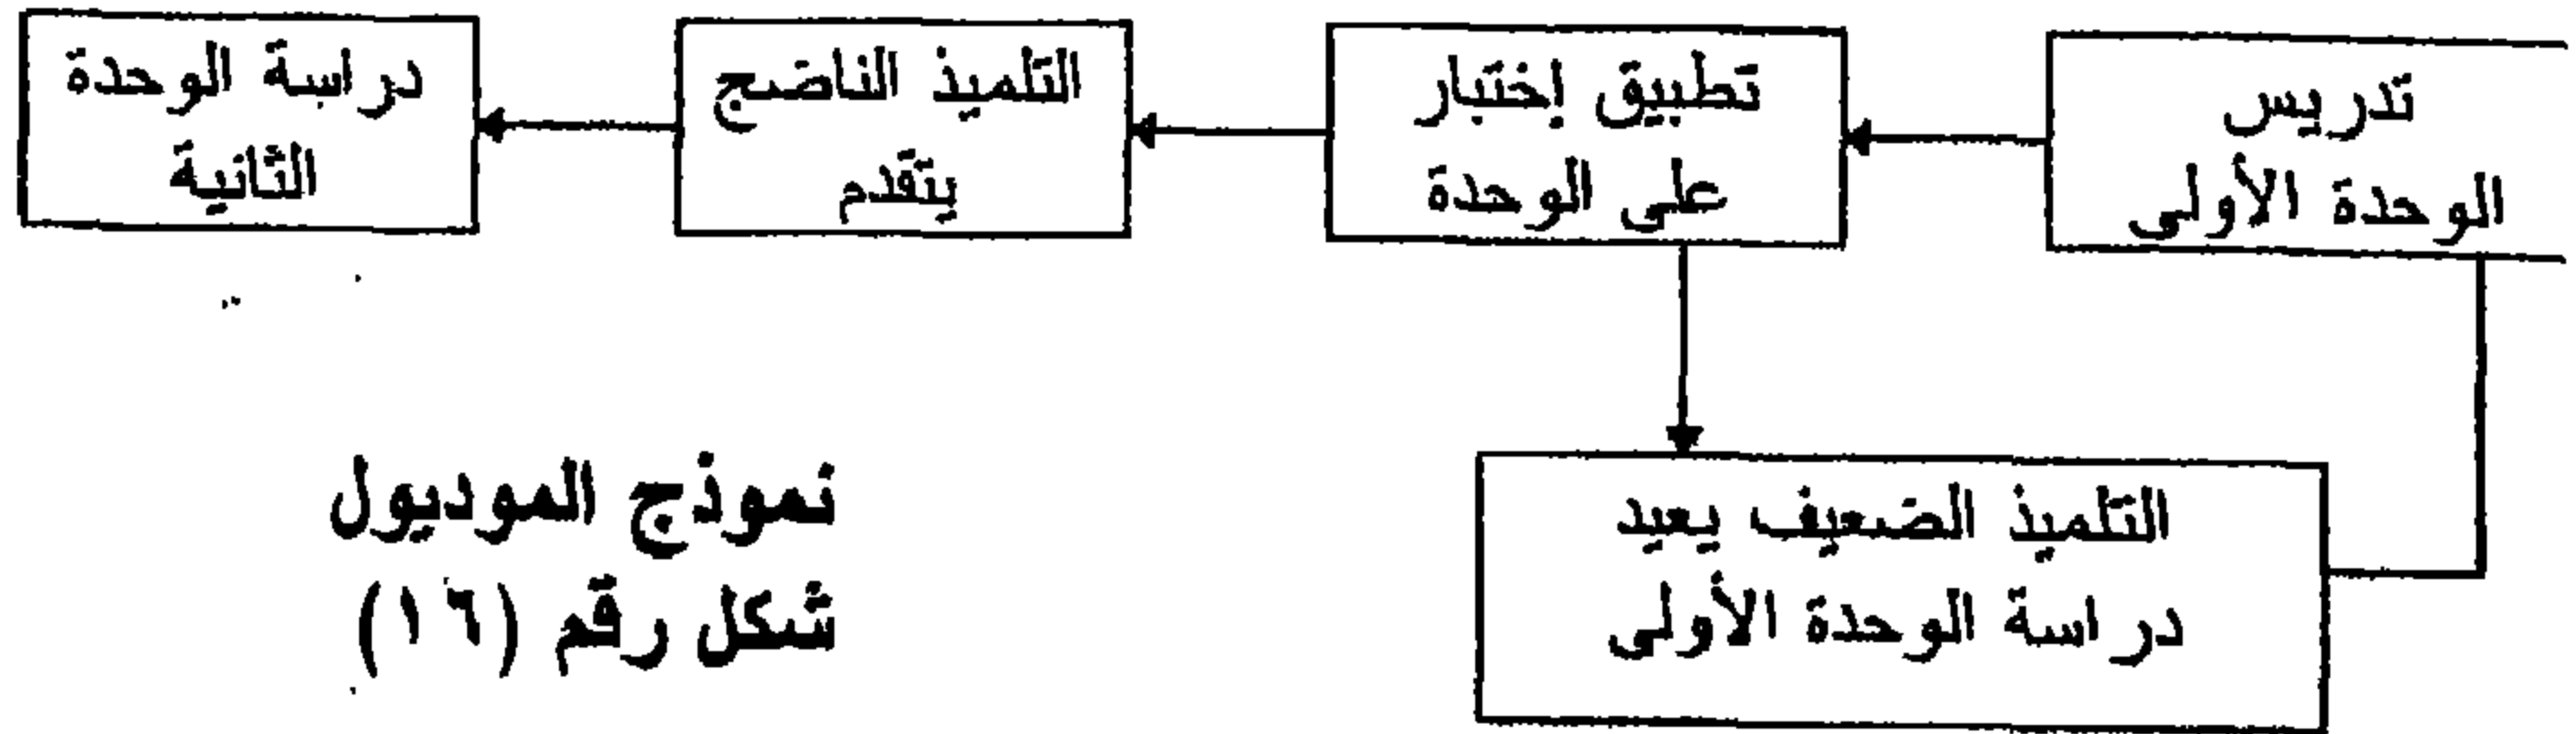 تدريس
الوحدة الأولى
تطبيق إختبار
على الوحدة
التلميذ الناضج
يتقدم
دراسة الوحدة
الثانية
التلميذ الضعيف يعيد
دراسة الوحدة الأولى
نموذج الموديول
شكل رقم (١٦)